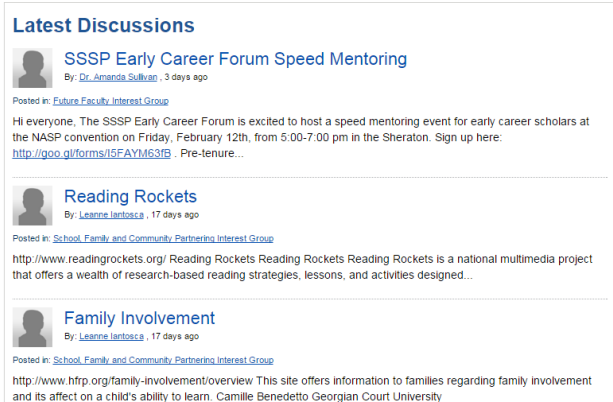 Latest Discussions
SSSP Early Career Forum Speed Mentoring
By: Dr. Amanda Sullivan , 3 days ago
Posted in: Future Faculty Interest Group
Hi everyone, The SSSP Early Career Forum is excited to host a speed mentoring event for early career scholars at
the NASP convention on Friday, February 12th, from 5:00-7:00 pm in the Sheraton. Sign up here:
http://goo.gl/forms/I5FAYM63fB . Pre-tenure...
Reading Rockets
By: Leanne Iantosca , 17 days ago
Posted in: School, Family and Community Partnering Interest Group
http://www.readingrockets.org/ Reading Rockets Reading Rockets Reading Rockets is a national multimedia project
that offers a wealth of research-based reading strategies, lessons, and activities designed...
Family Involvement
By: Leanne Iantosca , 17 days ago
Posted in: School, Family and Community Partnering Interest Group
http://www.hfrp.org/family-involvement/overview This site offers information to families regarding family involvement
and its affect on a child's ability to learn. Camille Benedetto Georgian Court University